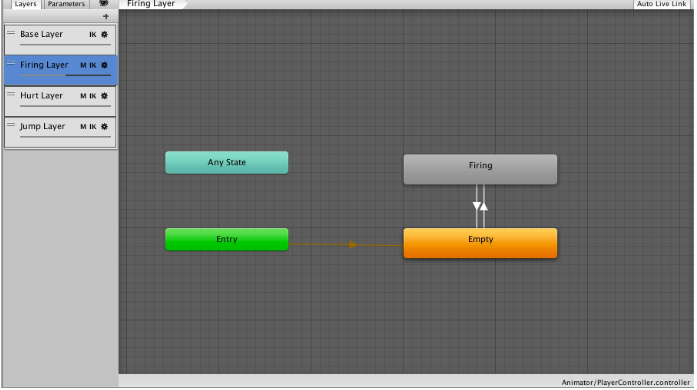 Layers Parameters Firing Layer Auto Live Link
+
Base Layer IK
Firing Layer M IK
Hurt Layer M IK
Jump Layer M IK
Any State
Firing
Entry
Empty
Animator/PlayerController.controller